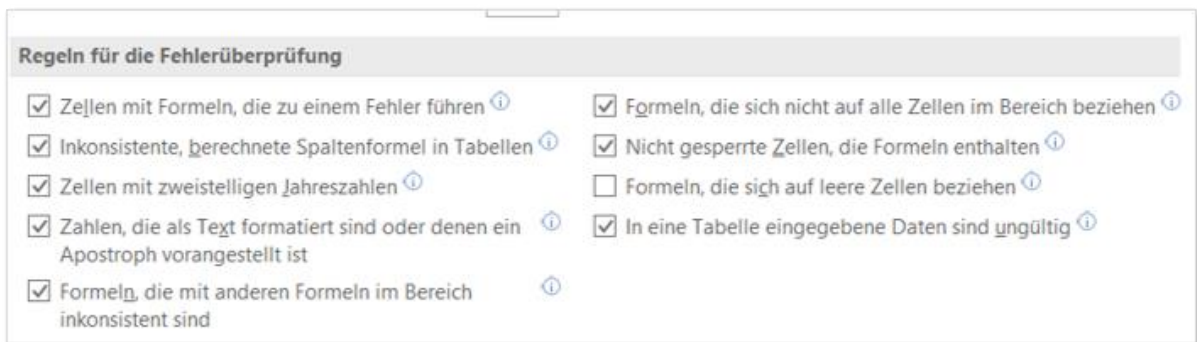 Regeln für die Fehlerüberprüfung
Zellen mit Formeln, die zu einem Fehler führen
Inkonsistente, berechnete Spaltenformel in Tabellen
Zellen mit zweistelligen Jahreszahlen
Zahlen, die als Text formatiert sind oder denen ein
Apostroph vorangestellt ist
Formeln, die mit anderen Formeln im Bereich
inkonsistent sind
Formeln, die sich nicht auf alle Zellen im Bereich beziehen
Nicht gesperrte Zellen, die Formeln enthalten
Formeln, die sich auf leere Zellen beziehen
In eine Tabelle eingegebene Daten sind ungültig